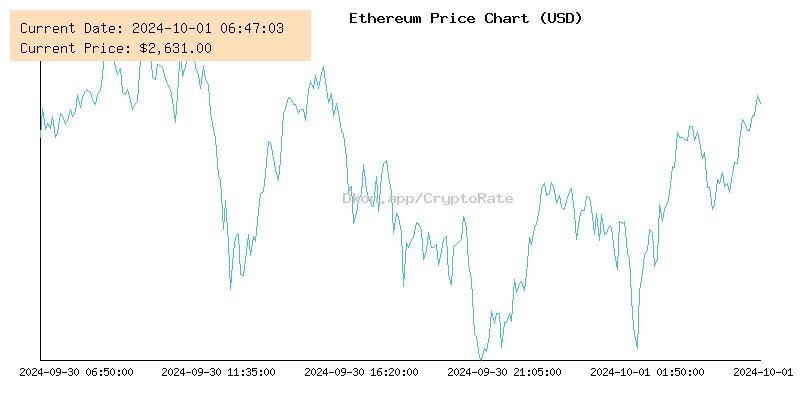 Ethereum Price Chart (USD)
Current Date: 2024-10-01 06:47:03
Current Price: $2,631.00
Dkon.app/CryptoRate
2024-09-30 06:50:00
2024-09-30 11:35:00
2024-09-30 16:20:00
2024-09-30 21:05:00
2024-10-01 01:50:00
2024-10-01